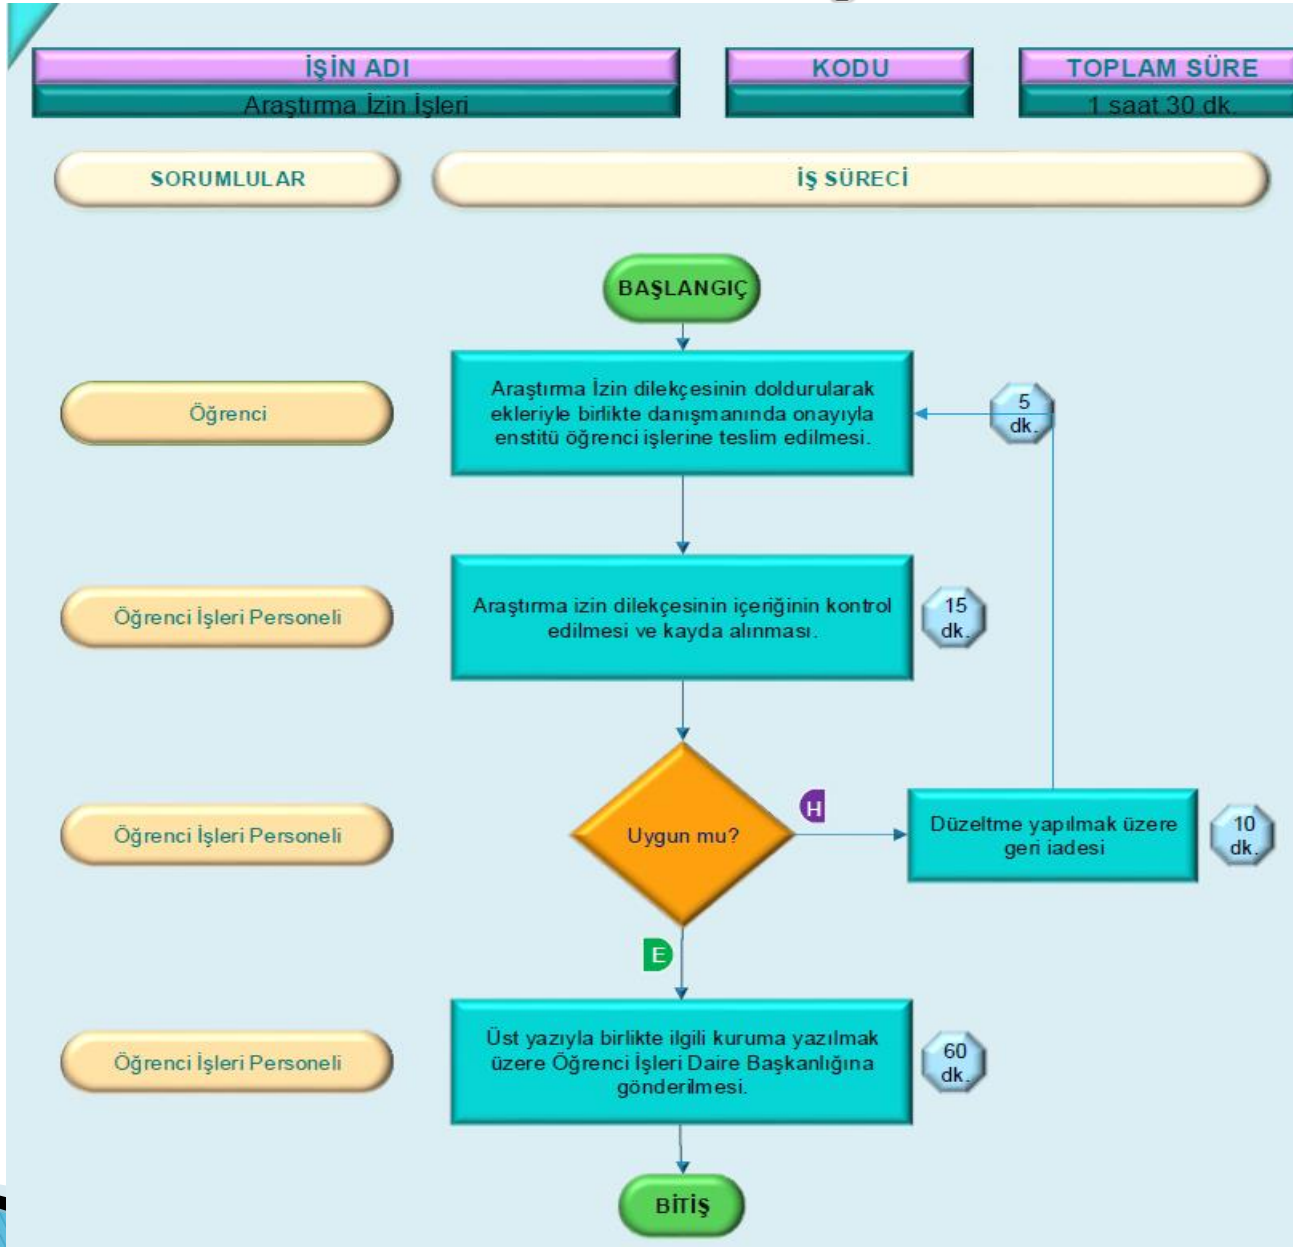 İŞİN ADI
KODU
TOPLAM SÜRE
Araştırma İzin İşleri
1 saat 30 dk.
SORUMLULAR
İŞ SÜRECİ
BAŞLANGIÇ
Öğrenci
Araştırma İzin dilekçesinin doldurularak
ekleriyle birlikte danışmanında onayıyla
enstitü öğrenci işlerine teslim edilmesi.
5
dk.
Öğrenci İşleri Personeli
Araştırma izin dilekçesinin içeriğinin kontrol
edilmesi ve kayda alınması.
15
dk.
Öğrenci İşleri Personeli
Uygun mu?
H
Düzeltme yapılmak üzere
geri iadesi
10
dk.
E
Öğrenci İşleri Personeli
Üst yazıyla birlikte ilgili kuruma yazılmak
üzere Öğrenci İşleri Daire Başkanlığına
gönderilmesi.
60
dk.
BİTİŞ